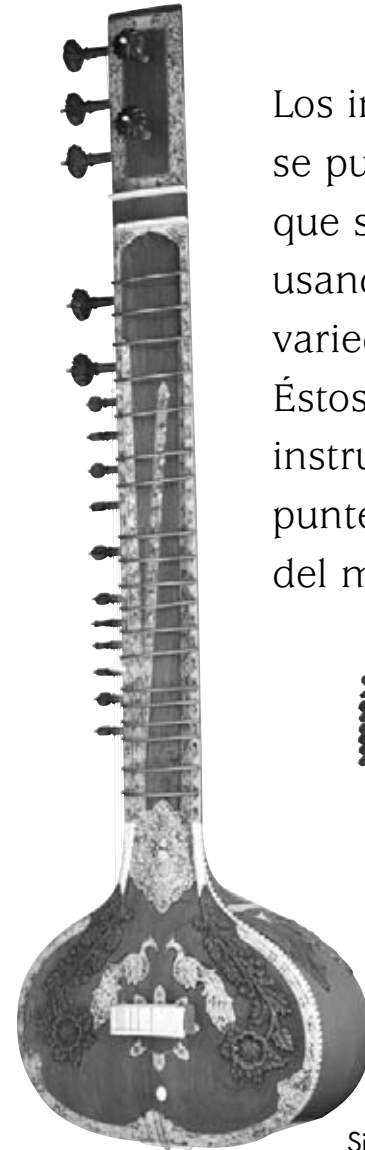 Los in
se pu
que s
usand
varied
Éstos
instru
punte
del m
Si